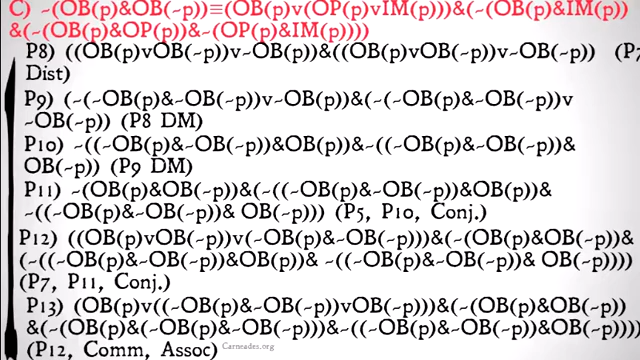 C) ~(OB(p)&OB(~p))≡(OB(p)v(OP(p)vIM(p)))&(~(OB(p)&IM(p))
&(~(OB(p)&OP(p))&~(OP(p)&IM(p))))
P8) ((OB(p)vOB(~p))v~OB(p))&((OB(p)vOB(~p))v~OB(~p)) (P7
Dist)
P9) (~(~OB(p)&~OB(~p))v~OB(p))&(~(~OB(p)&~OB(~p))v
~OB(~p)) (P8 DM)
P10) ~((~OB(p)&~OB(~p))&OB(p))&~((~OB(p)&~OB(~p))&
OB(~p)) (P9 DM)
P11) ~(OB(p)&OB(~p))&(~((~OB(p)&~OB(~p))&OB(p))&
~((~OB(p)&~OB(~p))& OB(~p))) (P5, P10, Conj.)
P12) ((OB(p)vOB(~p))v(~OB(p)&~OB(~p)))&(~(OB(p)&OB(~p))&
(~((~OB(p)&~OB(~p))&OB(p))& ~((~OB(p)&~OB(~p))& OB(~p))))
(P7, P11, Conj.)
P13) (OB(p)v((~OB(p)&~OB(~p))vOB(~p)))&(~(OB(p)&OB(~p))
&(~(OB(p)&(~OB(p)&~OB(~p)))&~((~OB(p)&~OB(~p))&OB(~p))))
(P12, Comm, Assoc) Carneades.org